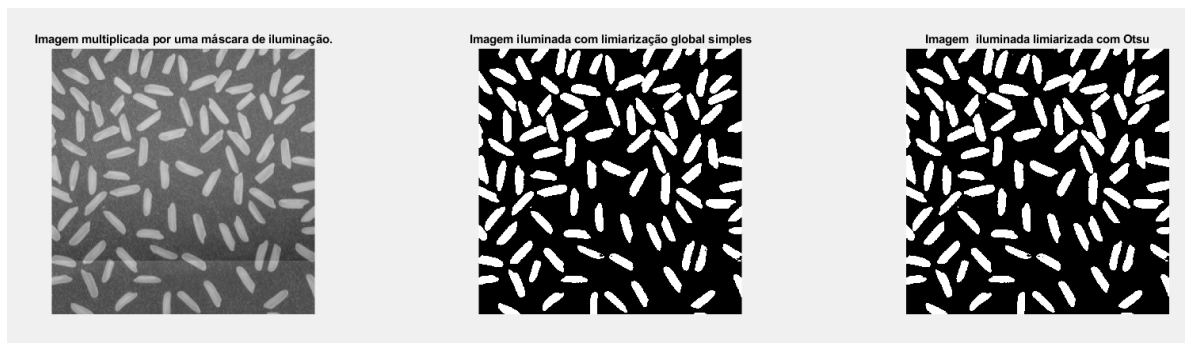 Imagem multiplicada por uma máscara de iluminação.
Imagem iluminada com limiarização global simples
Imagem iluminada limiarizada com Otsu